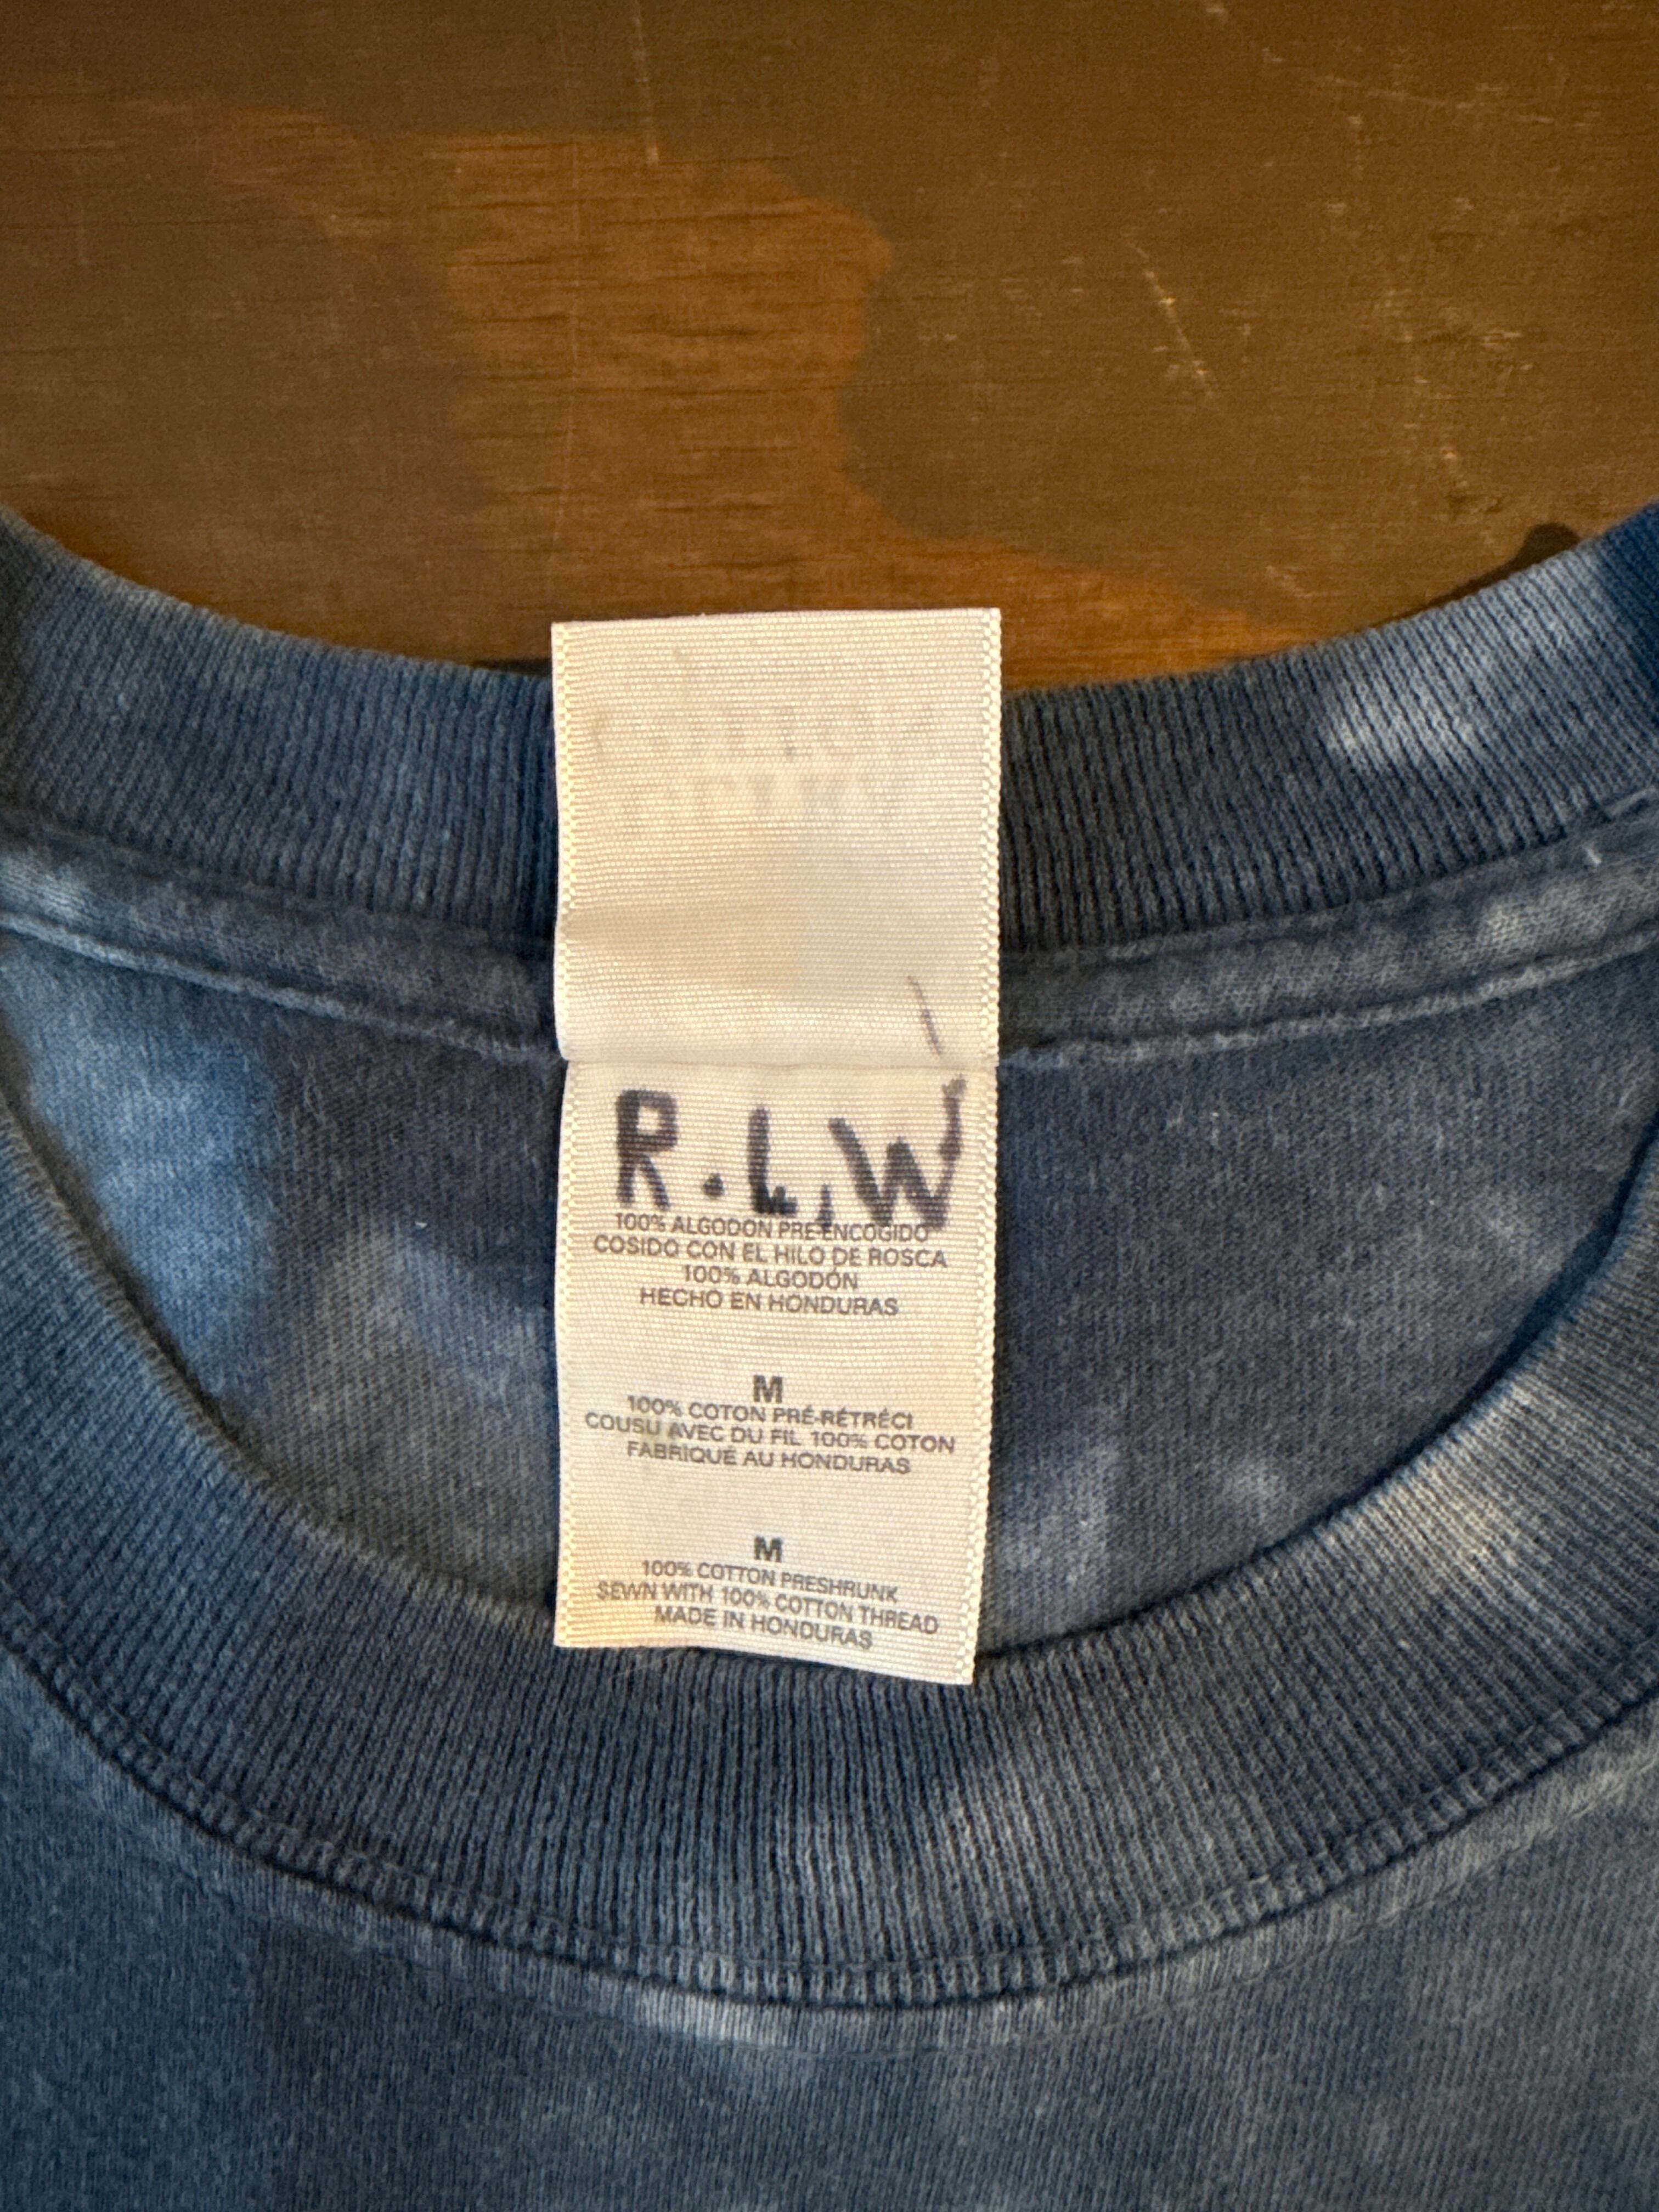 R.L.W
100% ALGODÓN PRE-ENCOGIDO
COSIDO CON EL HILO DE ROSCA
100% ALGODÓN
HECHO EN HONDURAS
M
100% COTON PRÉ-RÉTRÉCI
COUSU AVEC DU FIL 100% COTON
FABRIQUÉ AU HONDURAS
M
100% COTTON PRESHRUNK
SEWN WITH 100% COTTON THREAD
MADE IN HONDURAS